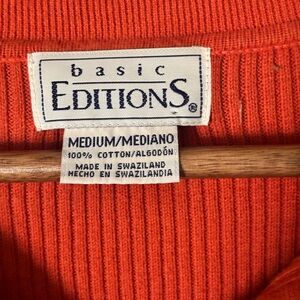 basic
EDITIONS®
MEDIUM/MEDIANO
100% COTTON/ALGODÓN
MADE IN SWAZILAND
HECHO EN SWAZILANDIA